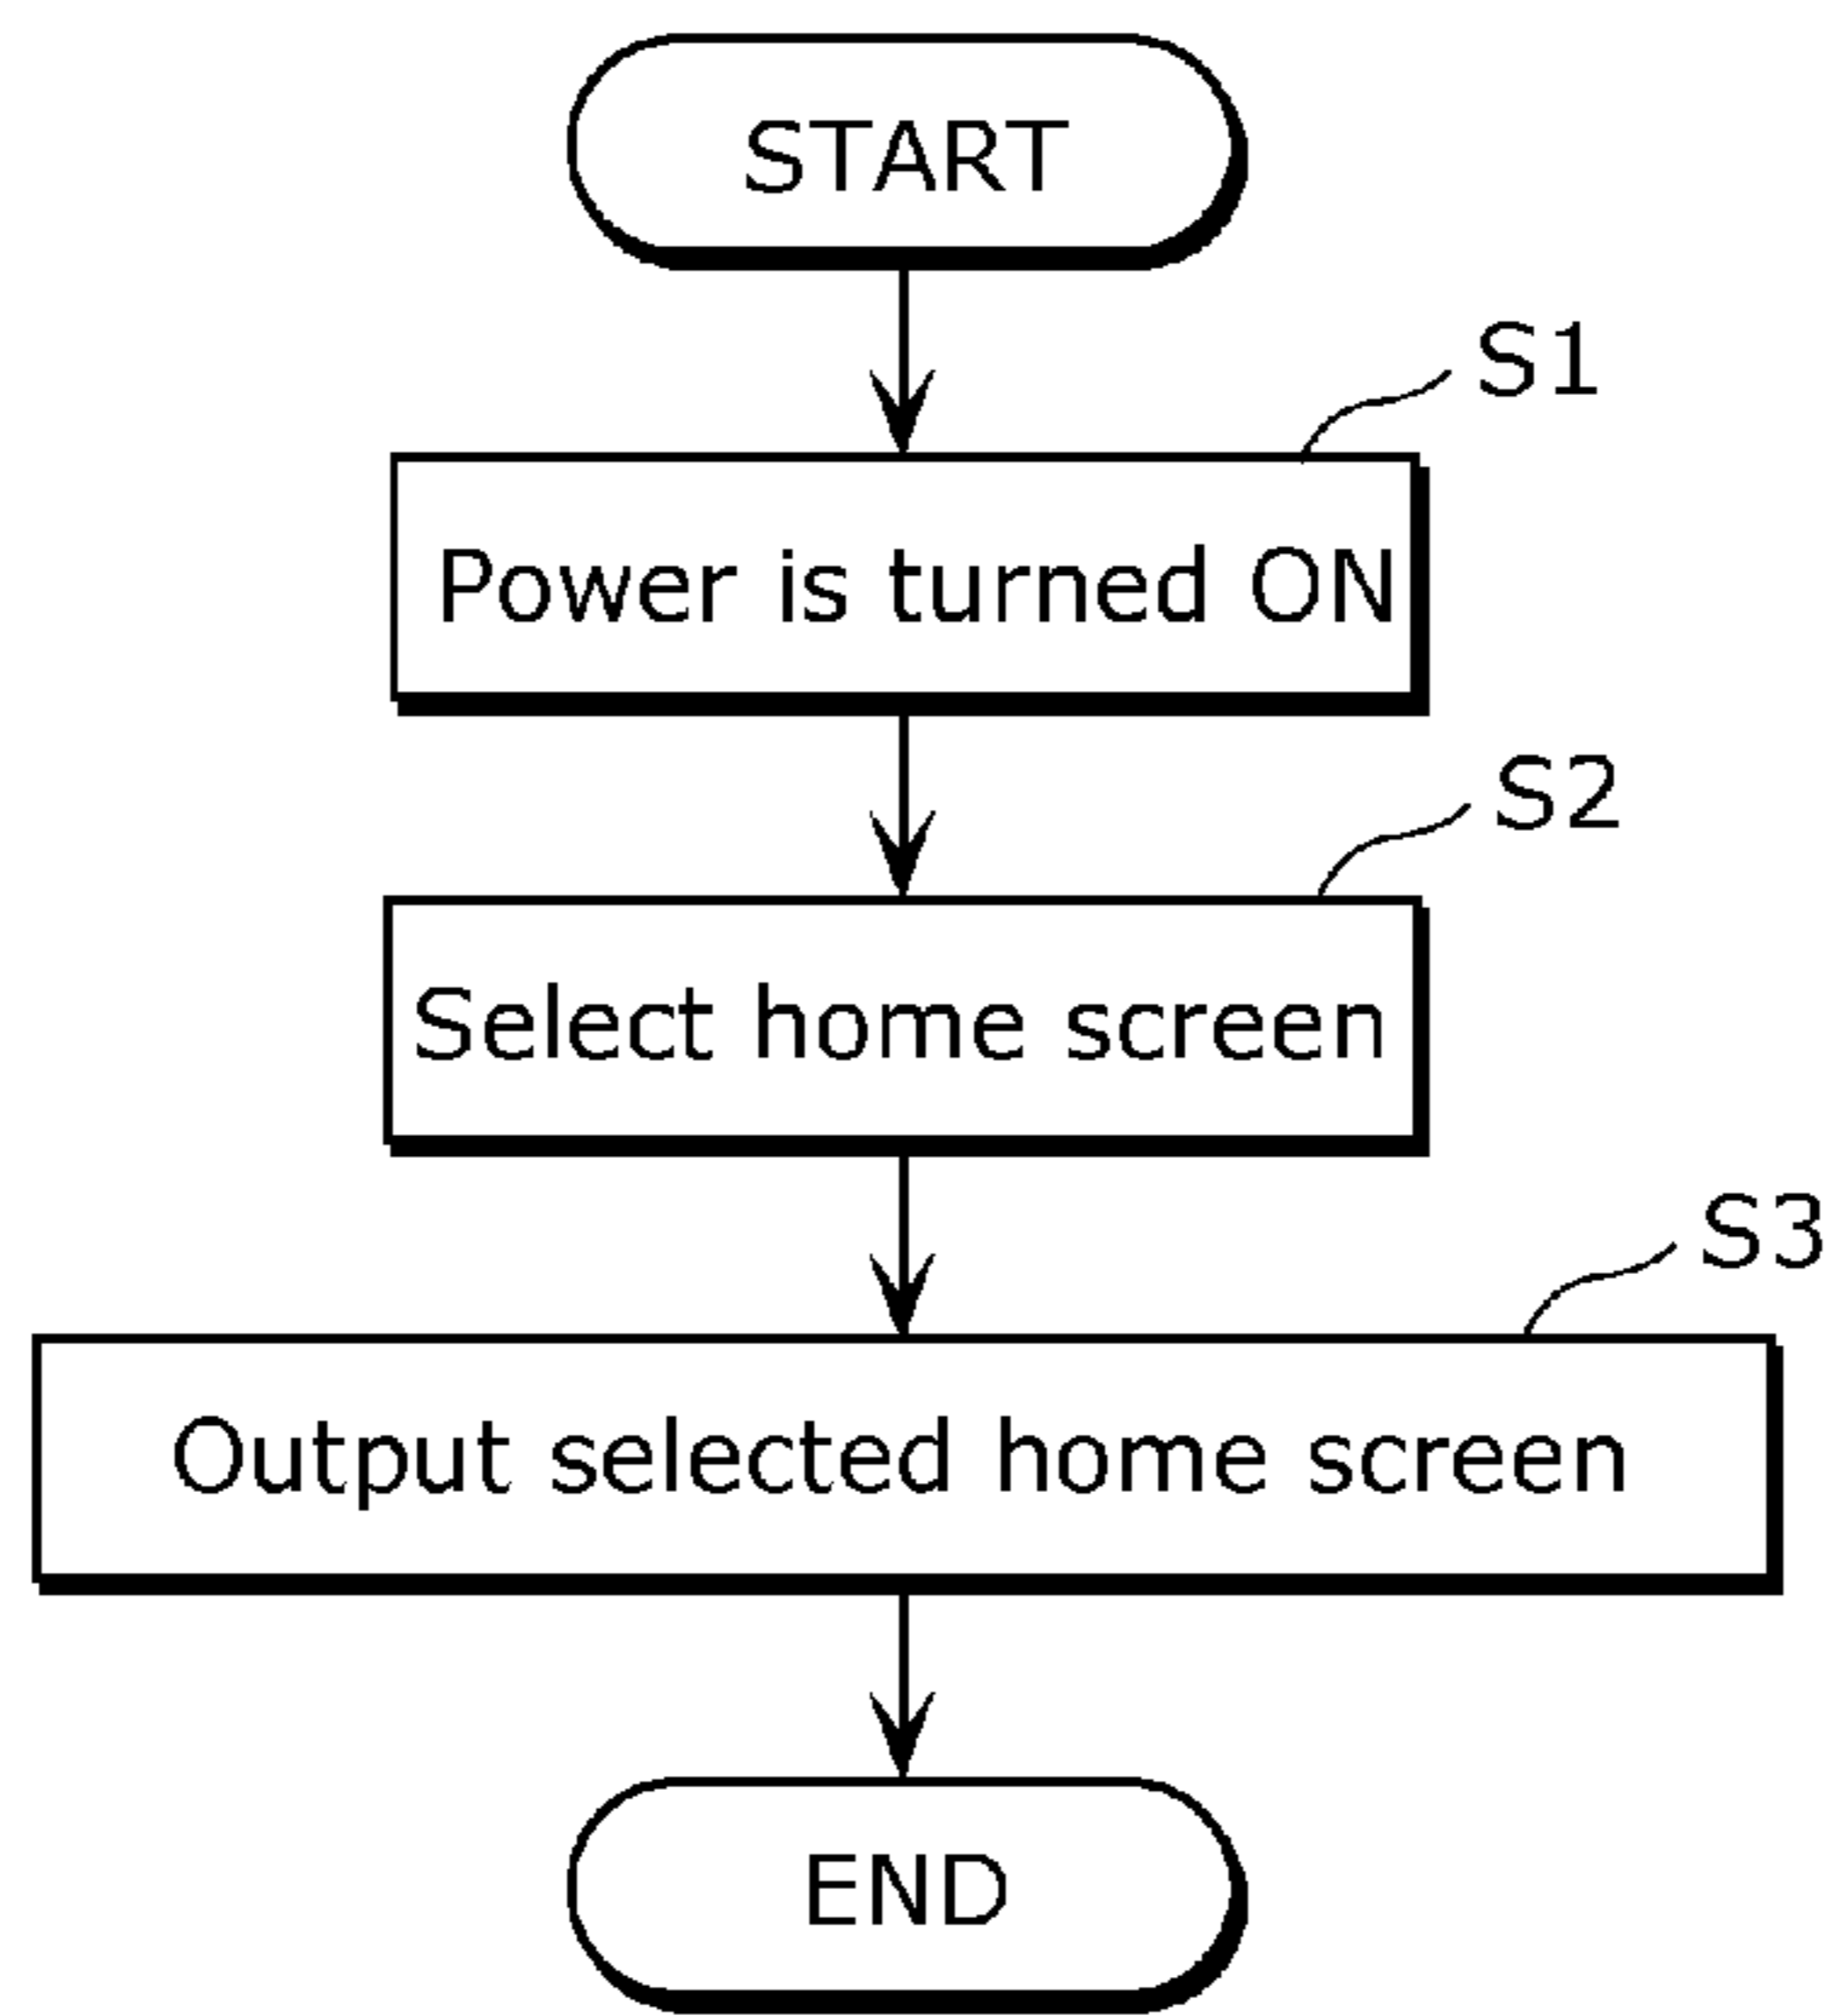 START
S1
Power is turned ON
S2
Select home screen
S3
Output selected home screen
END